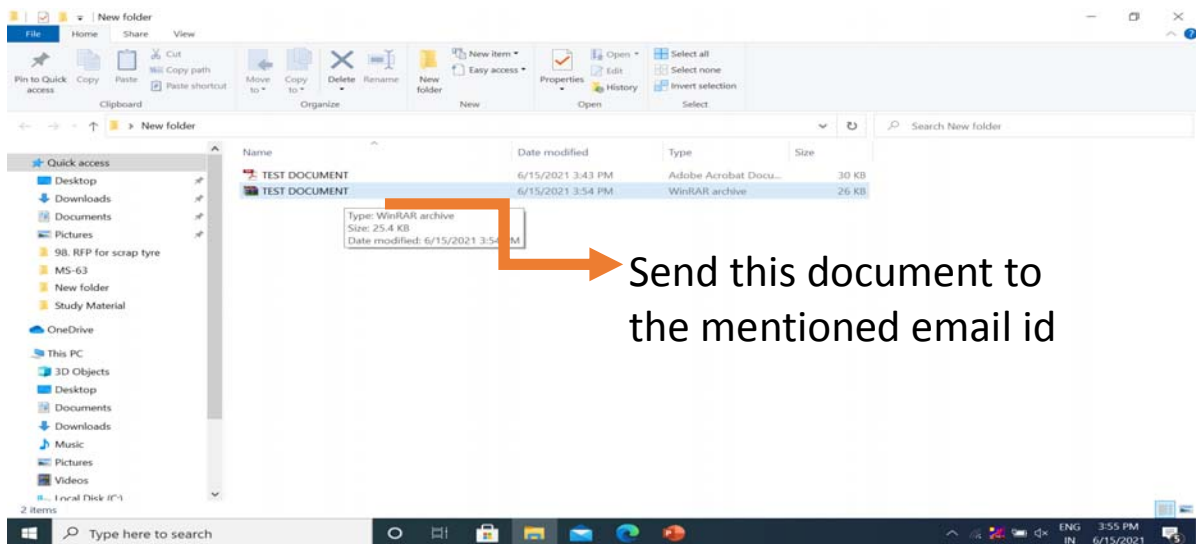 New folder
File Home Share View
Pin to Quick access
Copy
Paste
Cut
Copy path
Paste shortcut
Clipboard
Move to
Copy to
Delete
Rename
Organize
New folder
New item
Easy access
New
Properties
Open
Edit
History
Open
Select all
Select none
Invert selection
Select
New folder
Search New folder
Name Date modified Type Size
TEST DOCUMENT 6/15/2021 3:43 PM Adobe Acrobat Docu... 30 KB
TEST DOCUMENT 6/15/2021 3:54 PM WinRAR archive 26 KB
Type: WinRAR archive
Size: 25.4 KB
Date modified: 6/15/2021 3:54 PM
Send this document to
the mentioned email id
Quick access
Desktop
Downloads
Documents
Pictures
98. RFP for scrap tyre
MS-63
New folder
Study Material
OneDrive
This PC
3D Objects
Desktop
Documents
Downloads
Music
Pictures
Videos
Local Disk (C:)
2 items
Type here to search
ENG 3:55 PM
IN 6/15/2021
5